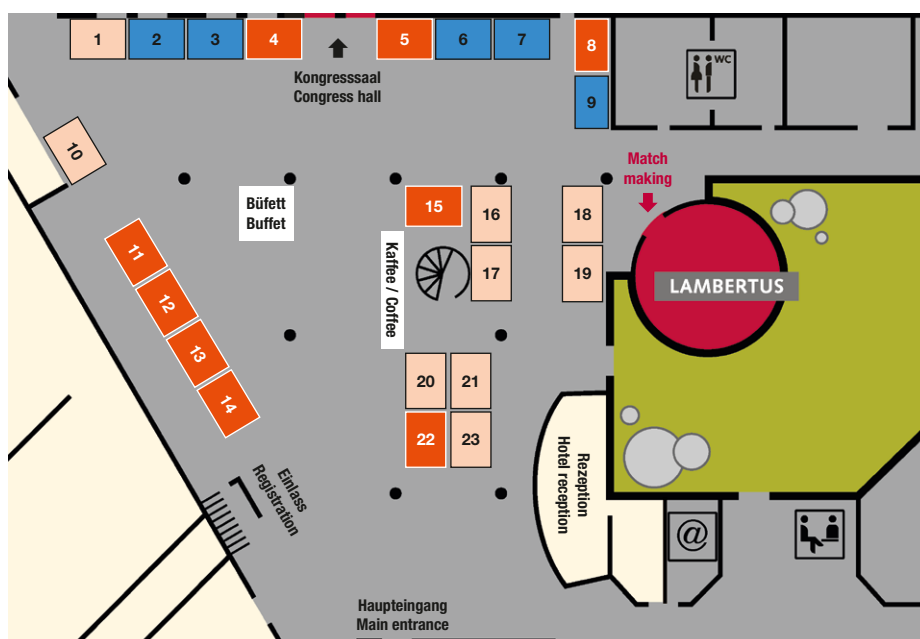 1
2
3
4
5
6
7
8
9
Kongresssaal
Congress hall
WC
10
Match
making
Büfett
Buffet
15
16
18
11
Kaffee / Coffee
17
19
LAMBERTUS
12
13
14
20
21
22
23
Rezeption
Hotel reception
Einlass
Registration
@
Haupteingang
Main entrance